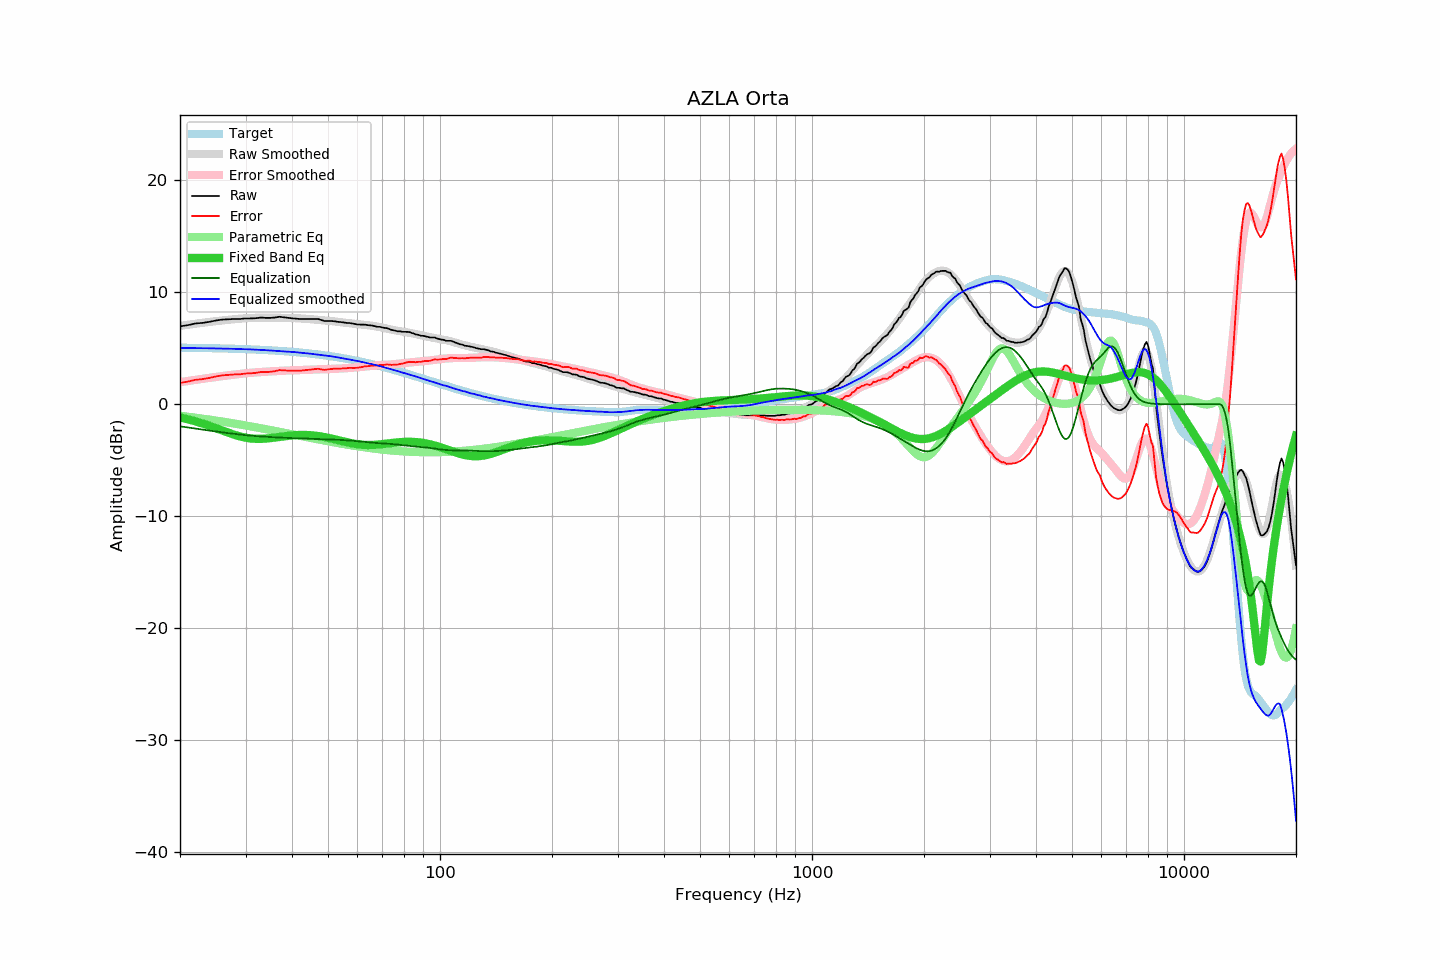 AZLA Orta
Target
Raw Smoothed
Error Smoothed
Raw
Error
Parametric Eq
Fixed Band Eq
Equalization
Equalized smoothed
20
10
0
−10
−20
−30
−40
Amplitude (dBr)
100 1000 10000
Frequency (Hz)